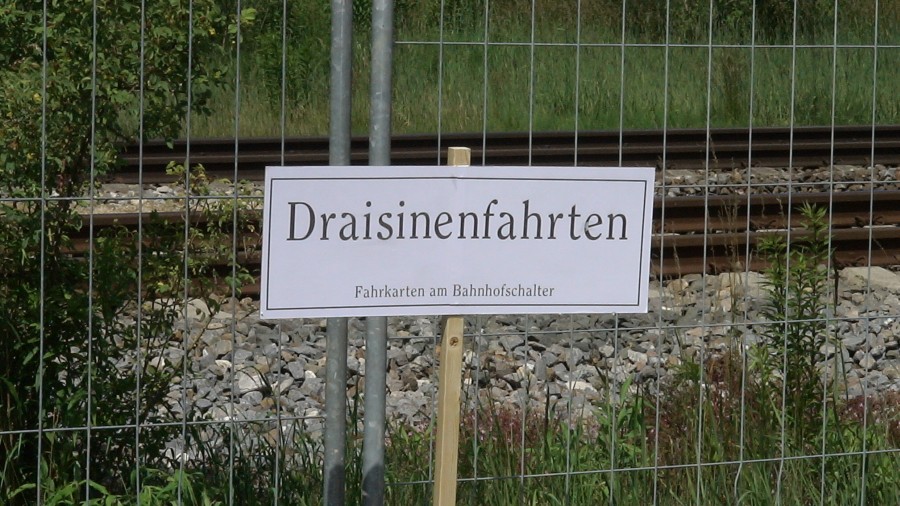 Draisinenfahrten
Fahrkarten am Bahnhofschalter